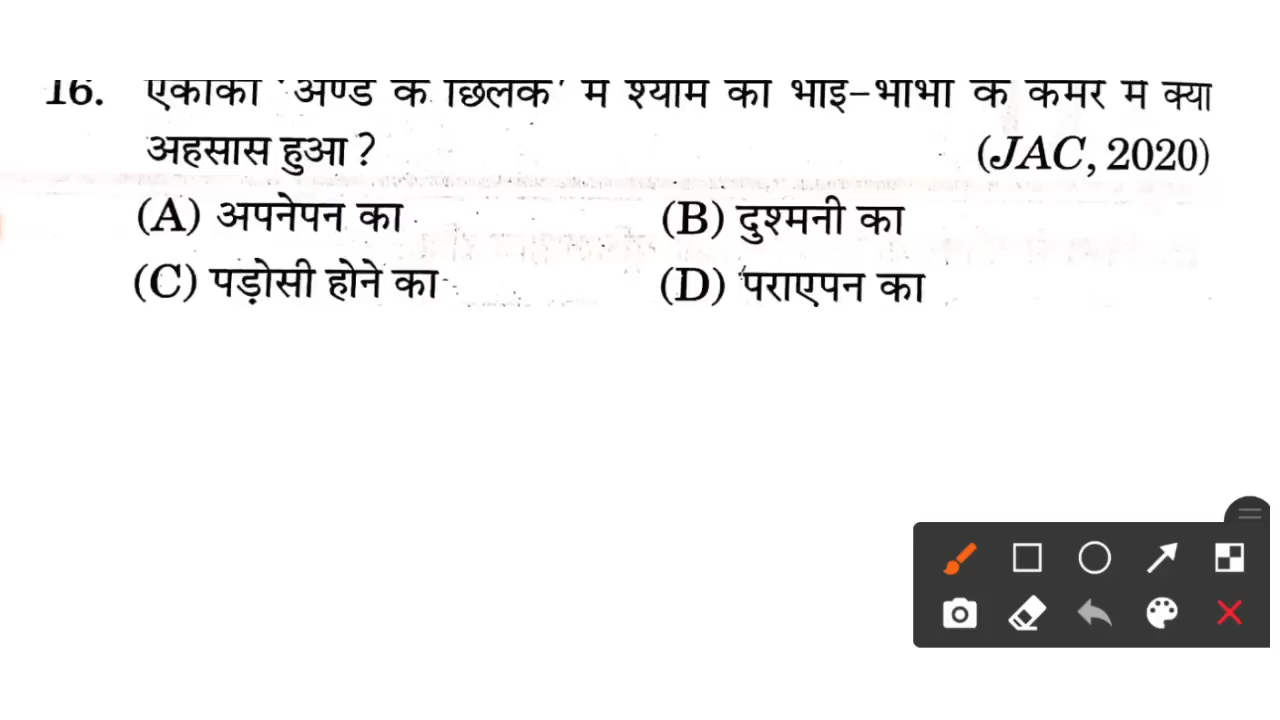 16. एकांकी 'अण्डे के छिलके' में श्याम को भाई-भाभी के कमरे में क्या
अहसास हुआ ? (JAC, 2020)
(A) अपनेपन का (B) दुश्मनी का
(C) पड़ोसी होने का (D) पराएपन का